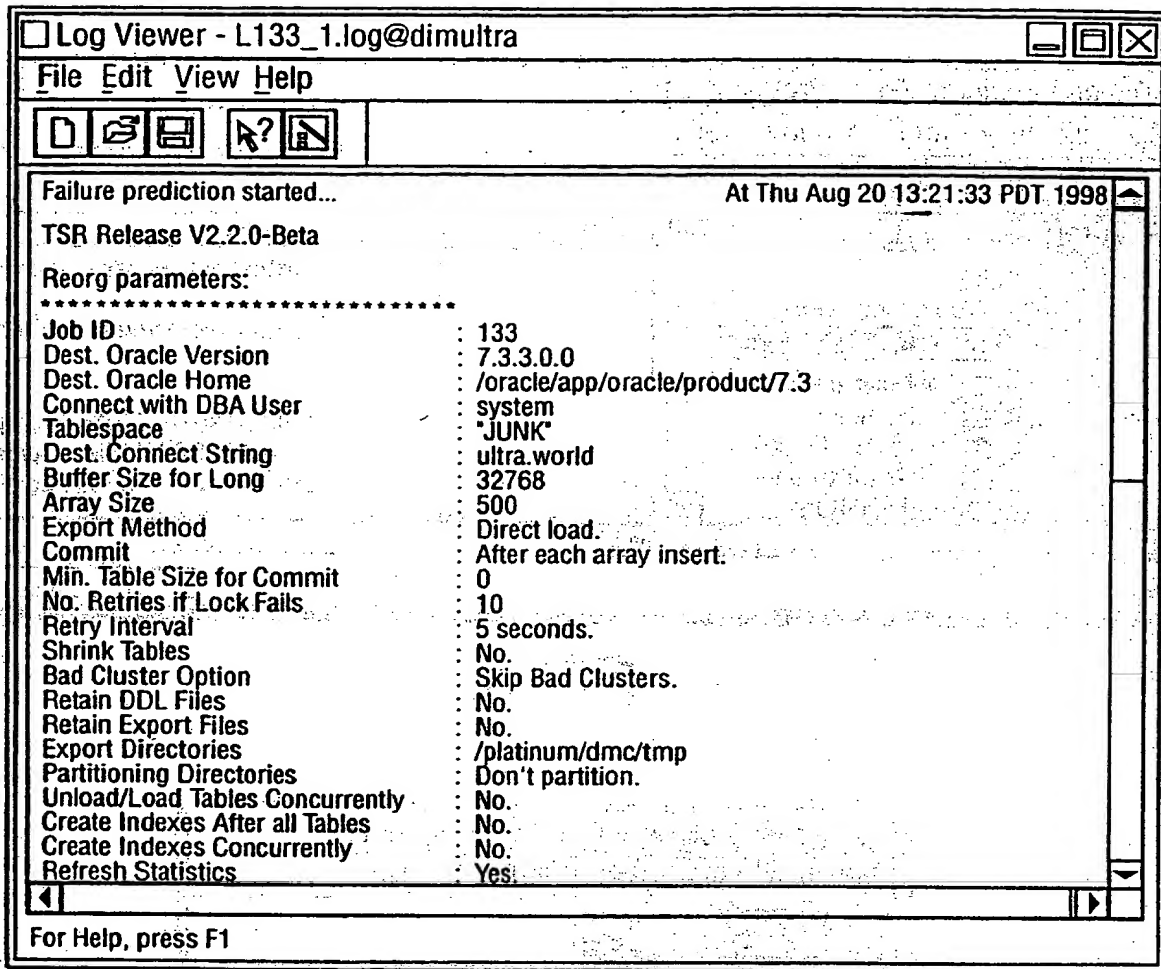 Log Viewer - L133_1.log@dimultra
File Edit View Help
Failure prediction started... At Thu Aug 20 13:21:33 PDT 1998
TSR Release V2.2.0-Beta
Reorg parameters:
*******************************
Job ID : 133
Dest. Oracle Version : 7.3.3.0.0
Dest. Oracle Home : /oracle/app/oracle/product/7.3
Connect with DBA User : system
Tablespace : "JUNK"
Dest. Connect String : ultra.world
Buffer Size for Long : 32768
Array Size : 500
Export Method : Direct load.
Commit : After each array insert.
Min. Table Size for Commit : 0
No. Retries if Lock Fails : 10
Retry Interval : 5 seconds.
Shrink Tables : No.
Bad Cluster Option : Skip Bad Clusters.
Retain DDL Files : No.
Retain Export Files : No.
Export Directories : /platinum/dmc/tmp
Partitioning Directories : Don't partition.
Unload/Load Tables Concurrently : No.
Create Indexes After all Tables : No.
Create Indexes Concurrently : No.
Refresh Statistics : Yes.
For Help, press F1